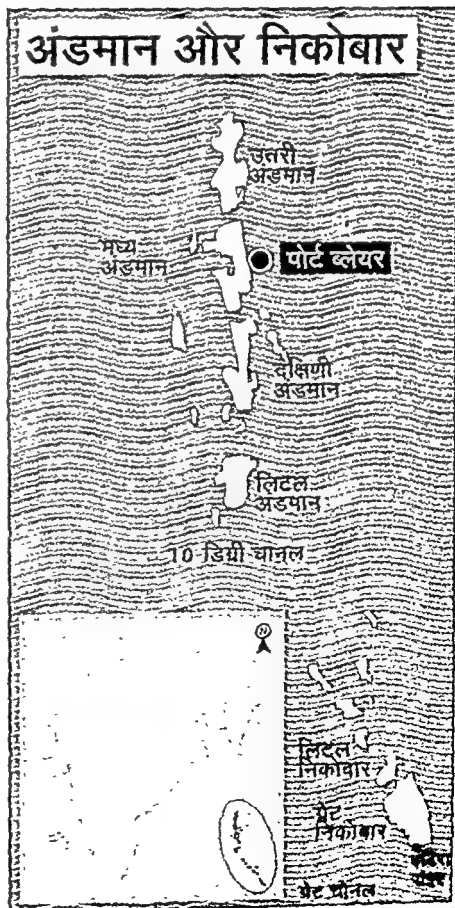 अंडमान और निकोबार
उत्तरी
अंडमान
मध्य
अंडमान
पोर्ट ब्लेयर
दक्षिणी
अंडमान
लिटल
अंडमान
10 डिग्री चानल
N
लिटल
निकोबार
ग्रेट
निकोबार
ग्रेट चानल